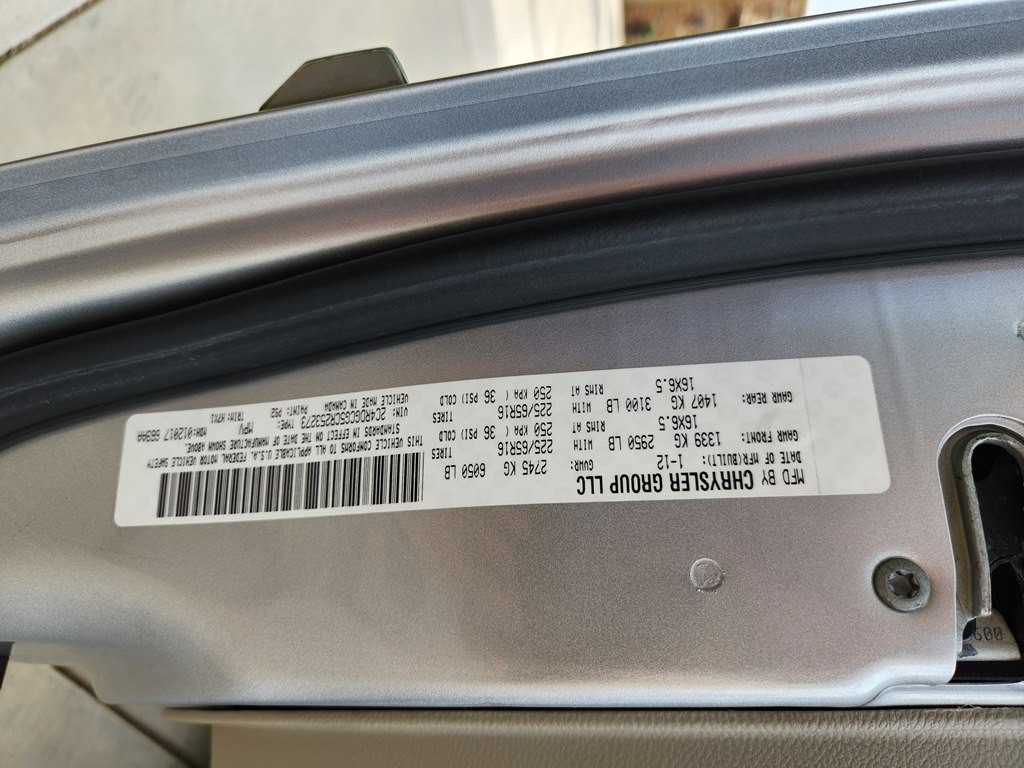 MFD BY CHRYSLER GROUP LLC
DATE OF MFR(BUILT): 1-12 GVWR: 2745 KG 6050 LB
GAWR FRONT: 1339 KG 2950 LB WITH 225/65R16 TIRES
16X6.5 RIMS AT 250 KPA ( 36 PSI)COLD
GAWR REAR: 1407 KG 3100 LB WITH 225/65R16 TIRES
16X6.5 RIMS AT 250 KPA ( 36 PSI)COLD
THIS VEHICLE CONFORMS TO ALL APPLICABLE U.S.A. FEDERAL MOTOR VEHICLE SAFETY
STANDARDS IN EFFECT ON THE DATE OF MANUFACTURE SHOWN ABOVE
VIN: 2C4RDGCG5CR253273 TYPE: MPV MDH:012017 663AA
VEHICLE MADE IN CANADA PAINT: PS2 TRIM:H7X1
600